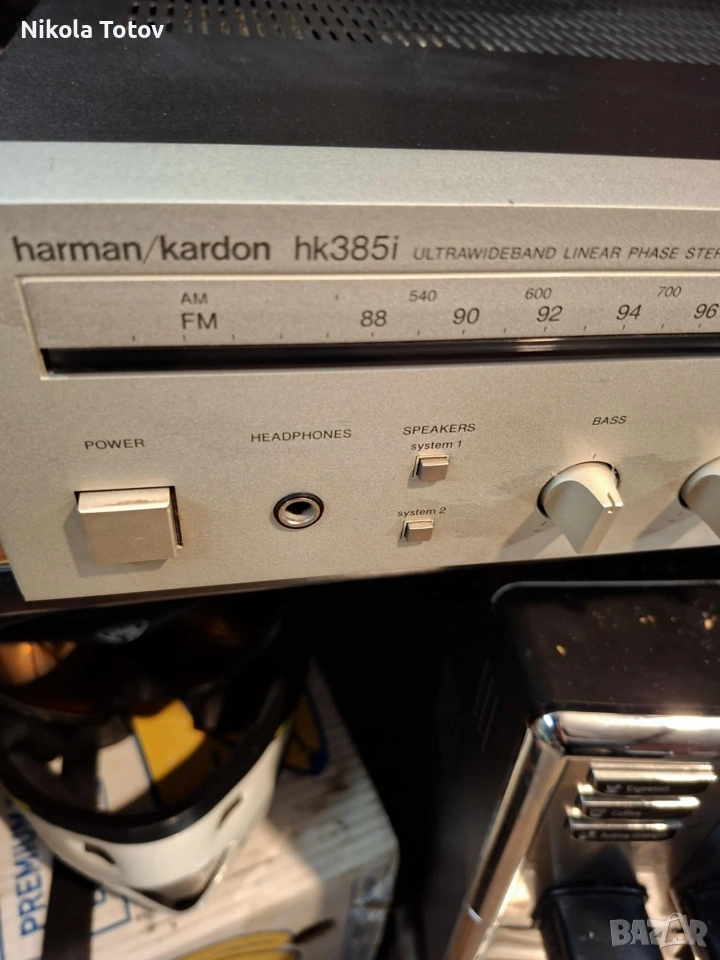 Nikola Totov
harman/kardon hk385i ULTRAWIDEBAND LINEAR PHASE
AM 540 600 700
FM 88 90 92 94 96
POWER
HEADPHONES
SPEAKERS
system 1
system 2
BASS
Espresso
Coffee
PREMIUM
BAZAR